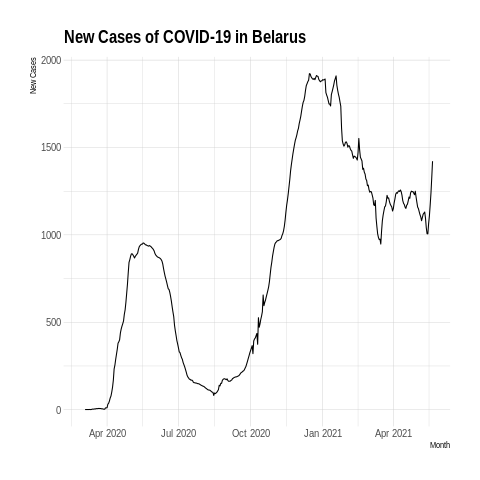 New Cases of COVID-19 in Belarus
New Cases
2000
1500
1000
500
0
Apr 2020 Jul 2020 Oct 2020 Jan 2021 Apr 2021
Month